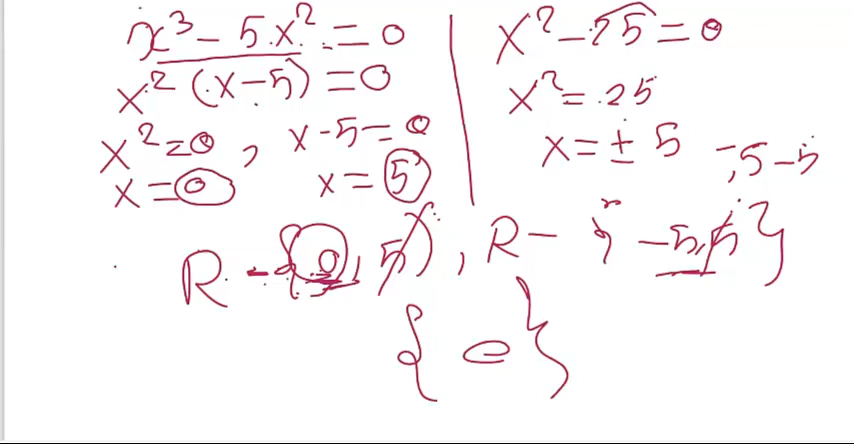 x³ - 5x² = 0
x² (x - 5) = 0
x² = 0 , x - 5 = 0
x = 0 x = 5
x² - 25 = 0
x² = 25
x = ± 5 -5 -5
R - {0, 5} , R - {-5, 5}
{0}